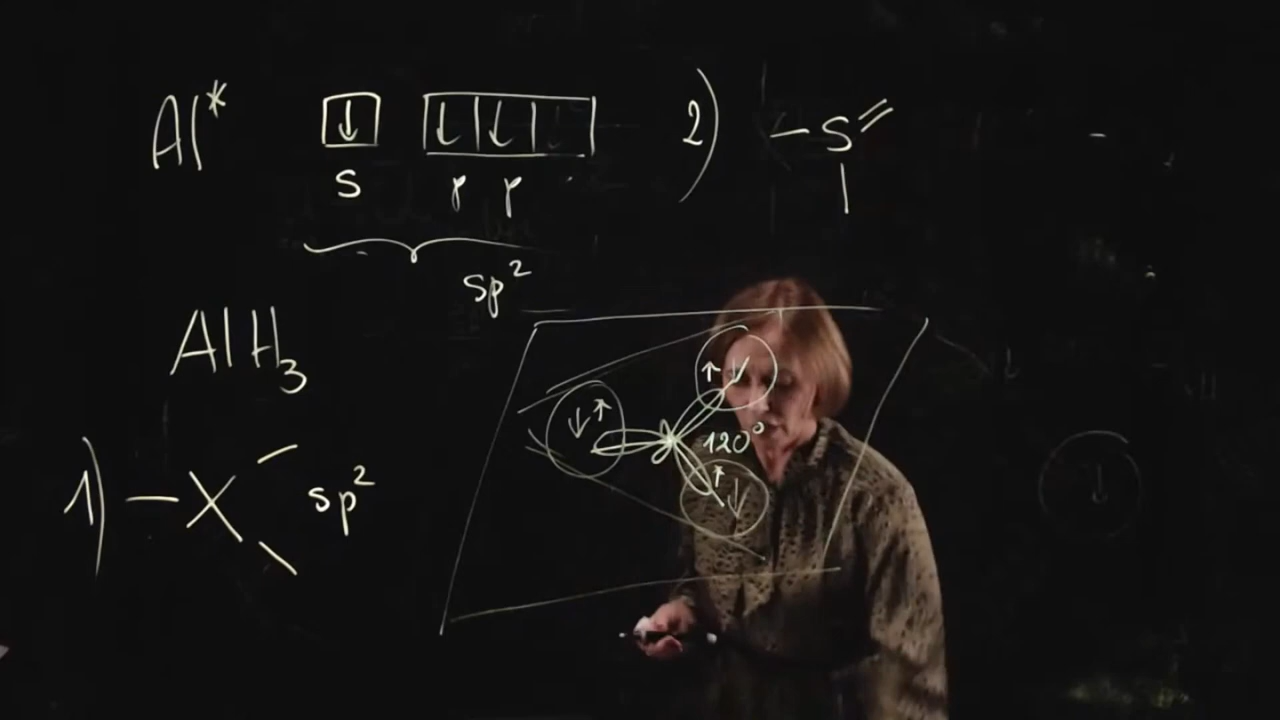 Al* ↓ ↓ ↓ 2) –S=
s p p
sp²
AlH₃
↑ ↓
↓ ↑
120°
1) –X sp²
↑ ↓
↓